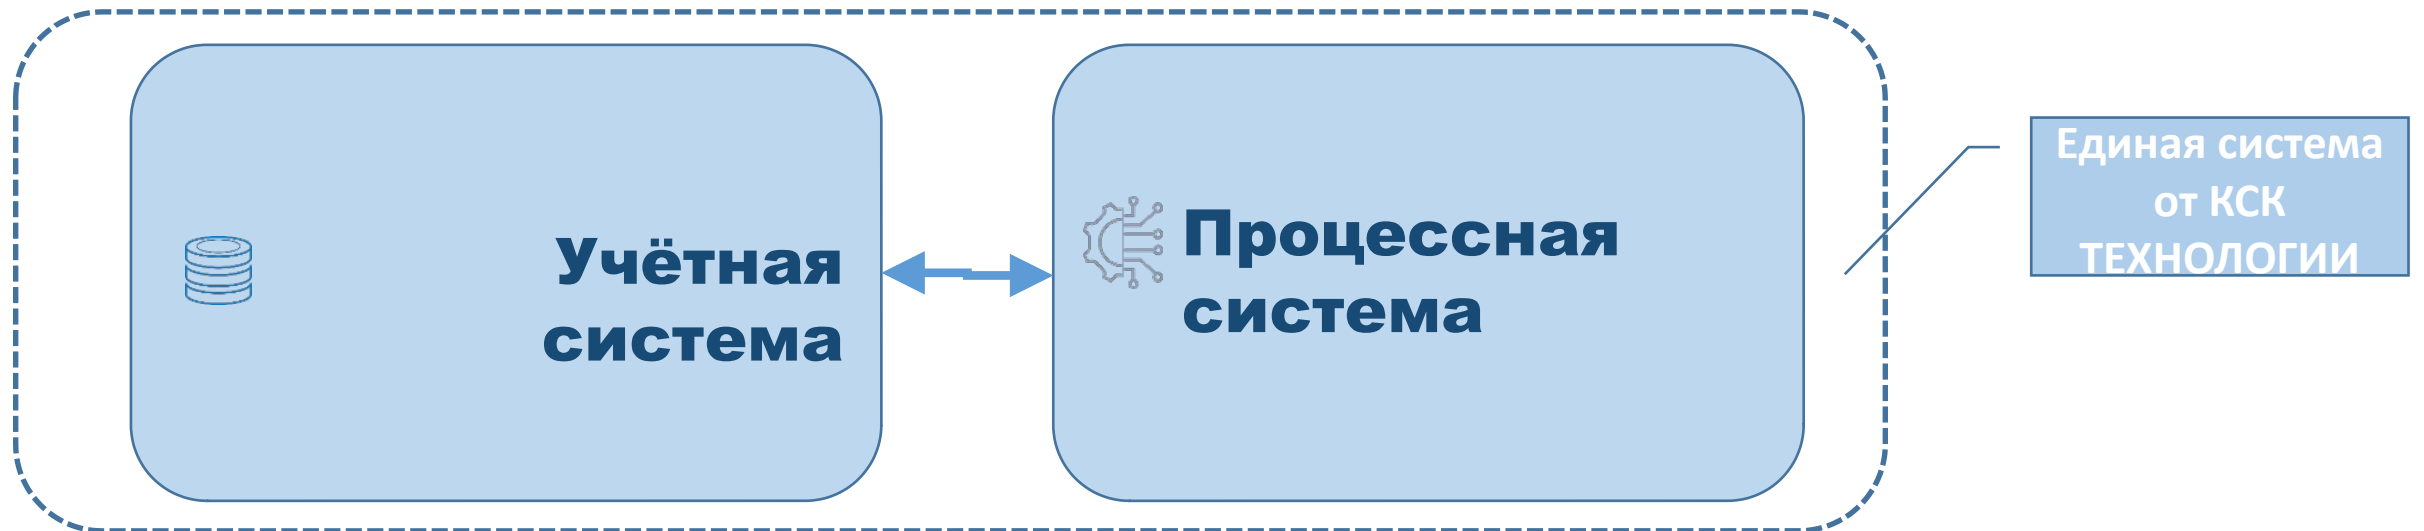 Учётная
система
Процессная
система
Единая система
от КСК
ТЕХНОЛОГИИ